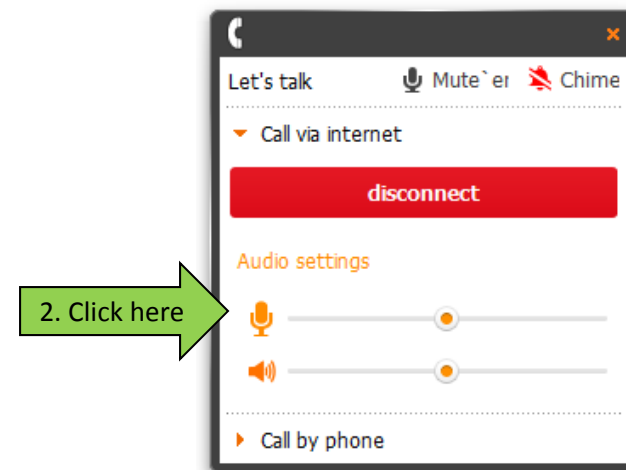 Let's talk Mute`er Chime
Call via internet
disconnect
Audio settings
2. Click here
Call by phone